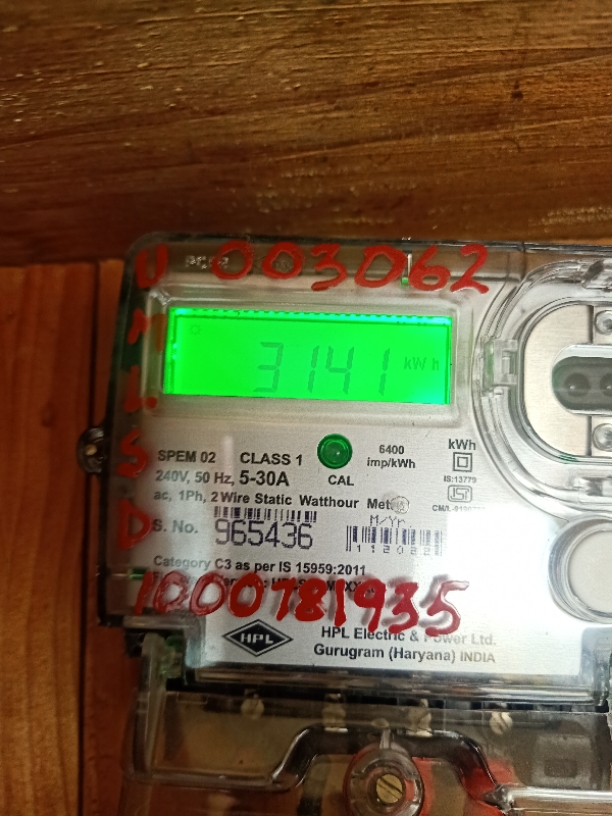 U 003062
M
L
S
D
3141 kWh
SPEM 02 CLASS 1
240V, 50 Hz, 5-30A
CAL
6400
imp/kWh
kWh
IS:13779
ac, 1Ph, 2 Wire Static Watthour
M/Yr.
S. No. 965436
Category C3 as per IS 15959:2011
1000781935
HPL
HPL Electric & Power Ltd.
Gurugram (Haryana) INDIA